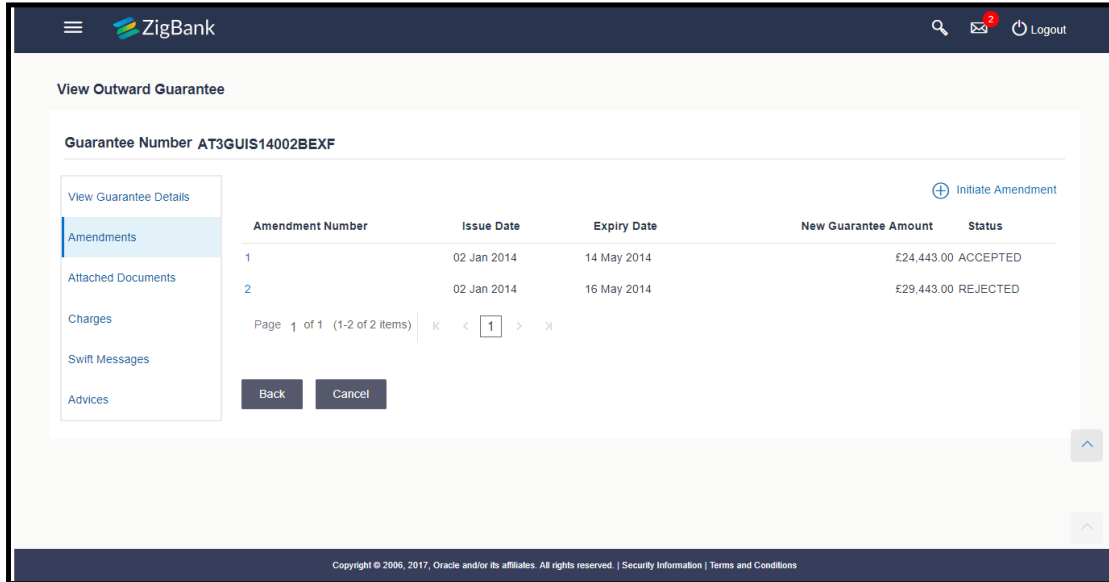 ZigBank
2
Logout
View Outward Guarantee
Guarantee Number AT3GUIS14002BEXF
View Guarantee Details
Amendments
Attached Documents
Charges
Swift Messages
Advices
Initiate Amendment
Amendment Number Issue Date Expiry Date New Guarantee Amount Status
1 02 Jan 2014 14 May 2014 £24,443.00 ACCEPTED
2 02 Jan 2014 16 May 2014 £29,443.00 REJECTED
Page 1 of 1 (1-2 of 2 items) 1
Back Cancel
Copyright © 2006, 2017, Oracle and/or its affiliates. All rights reserved. | Security Information | Terms and Conditions